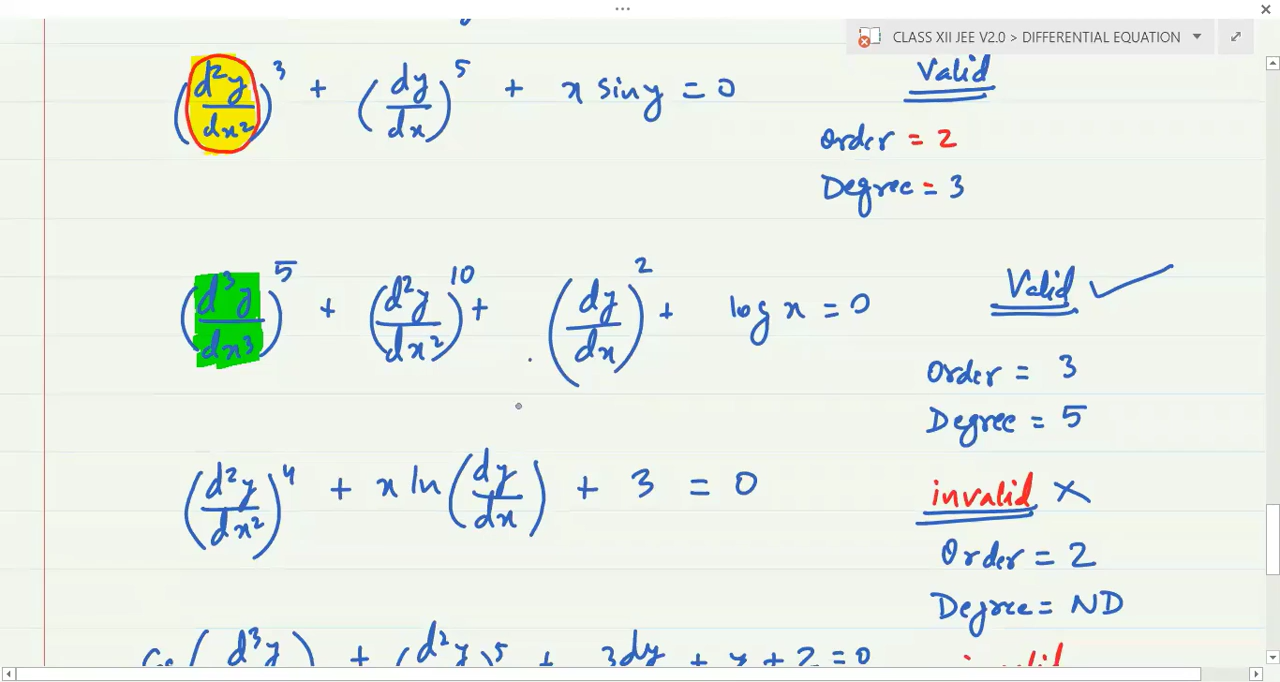 CLASS XII JEE V2.0 > DIFFERENTIAL EQUATION
(d²y/dx²)³ + (dy/dx)⁵ + x sin y = 0
Valid
Order = 2
Degree = 3
(d³y/dx³)⁵ + (d²y/dx²)¹⁰ + (dy/dx)² + log x = 0
Valid ✓
Order = 3
Degree = 5
(d²y/dx²)⁴ + x ln(dy/dx) + 3 = 0
invalid ✗
Order = 2
Degree = ND